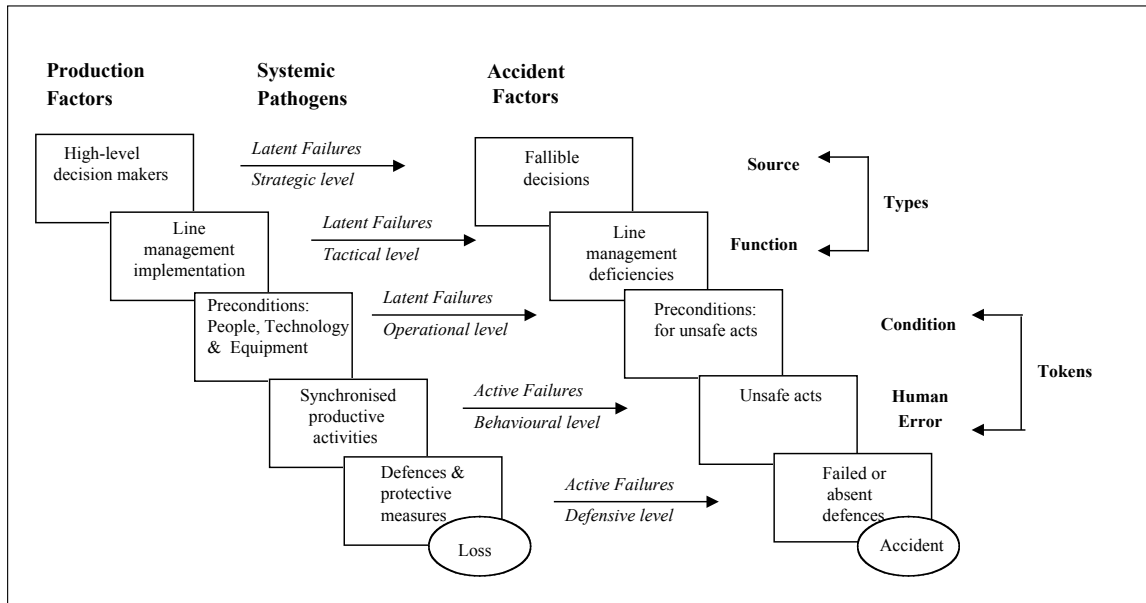 Production
Factors
Systemic
Pathogens
Accident
Factors
High-level
decision makers
Latent Failures
Strategic level
Fallible
decisions
Source
Types
Line
management
implementation
Latent Failures
Tactical level
Line
management
deficiencies
Function
Preconditions:
People, Technology
& Equipment
Latent Failures
Operational level
Preconditions:
for unsafe acts
Condition
Tokens
Synchronised
productive
activities
Active Failures
Behavioural level
Unsafe acts
Human
Error
Defences &
protective
measures
Active Failures
Defensive level
Failed or
absent
defences
Loss
Accident